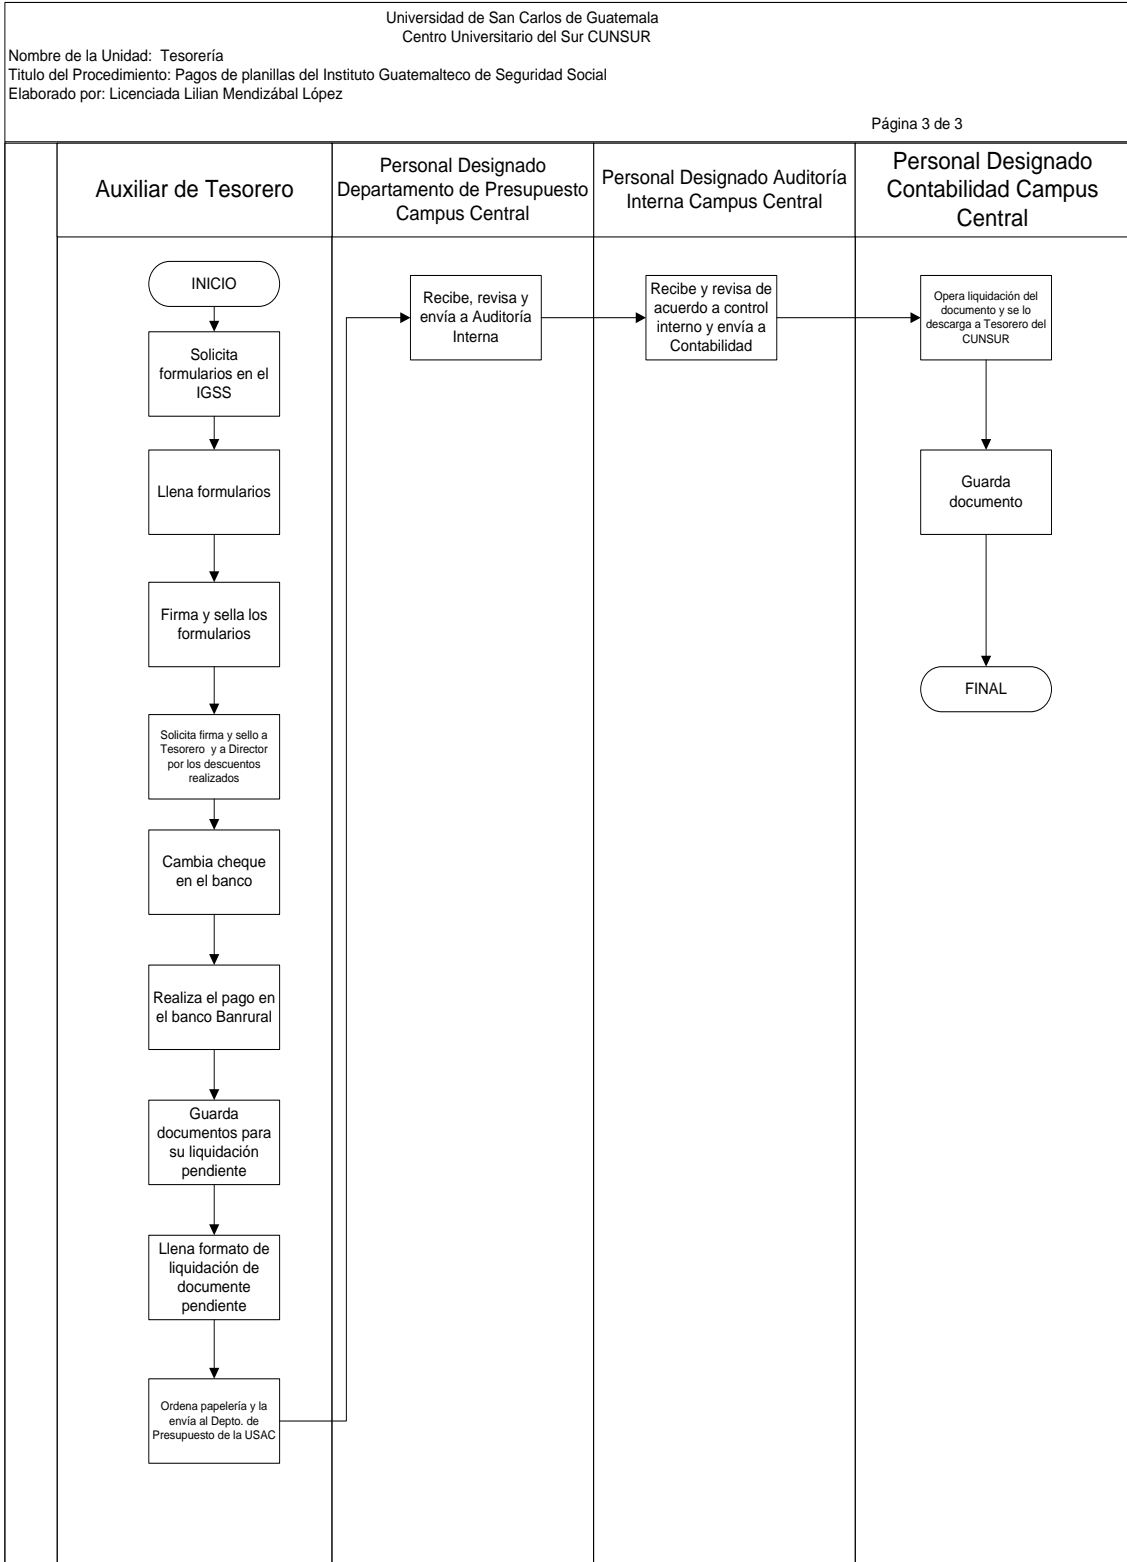 Universidad de San Carlos de Guatemala
Centro Universitario del Sur CUNSUR
Nombre de la Unidad: Tesorería
Titulo del Procedimiento: Pagos de planillas del Instituto Guatemalteco de Seguridad Social
Elaborado por: Licenciada Lilian Mendizábal López
Página 3 de 3
Auxiliar de Tesorero
Personal Designado
Departamento de Presupuesto
Campus Central
Personal Designado Auditoría
Interna Campus Central
Personal Designado
Contabilidad Campus
Central
INICIO
Solicita
formularios en el
IGSS
Llena formularios
Firma y sella los
formularios
Solicita firma y sello a
Tesorero y a Director
por los descuentos
realizados
Cambia cheque
en el banco
Realiza el pago en
el banco Banrural
Guarda
documentos para
su liquidación
pendiente
Llena formato de
liquidación de
documente
pendiente
Ordena papelería y la
envía al Depto. de
Presupuesto de la USAC
Recibe, revisa y
envía a Auditoría
Interna
Recibe y revisa de
acuerdo a control
interno y envía a
Contabilidad
Opera liquidación del
documento y se lo
descarga a Tesorero del
CUNSUR
Guarda
documento
FINAL